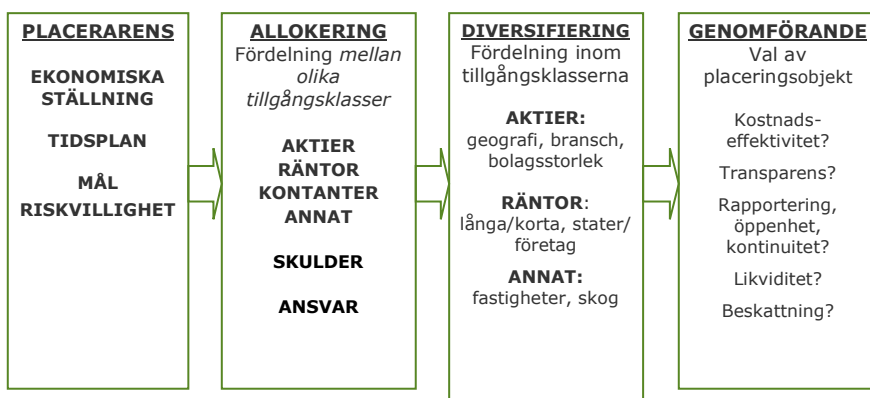 PLACERARENS
EKONOMISKA
STÄLLNING
TIDSPLAN
MÅL
RISKVILLIGHET
ALLOKERING
Fördelning mellan
olika
tillgångsklasser
AKTIER
RÄNTOR
KONTANTER
ANNAT
SKULDER
ANSVAR
DIVERSIFIERING
Fördelning inom
tillgångsklasserna
AKTIER:
geografi, bransch,
bolagsstorlek
RÄNTOR:
långa/korta, stater/
företag
ANNAT:
fastigheter, skog
GENOMFÖRANDE
Val av
placeringsobjekt
Kostnads-
effektivitet?
Transparens?
Rapportering,
öppenhet,
kontinuitet?
Likviditet?
Beskattning?